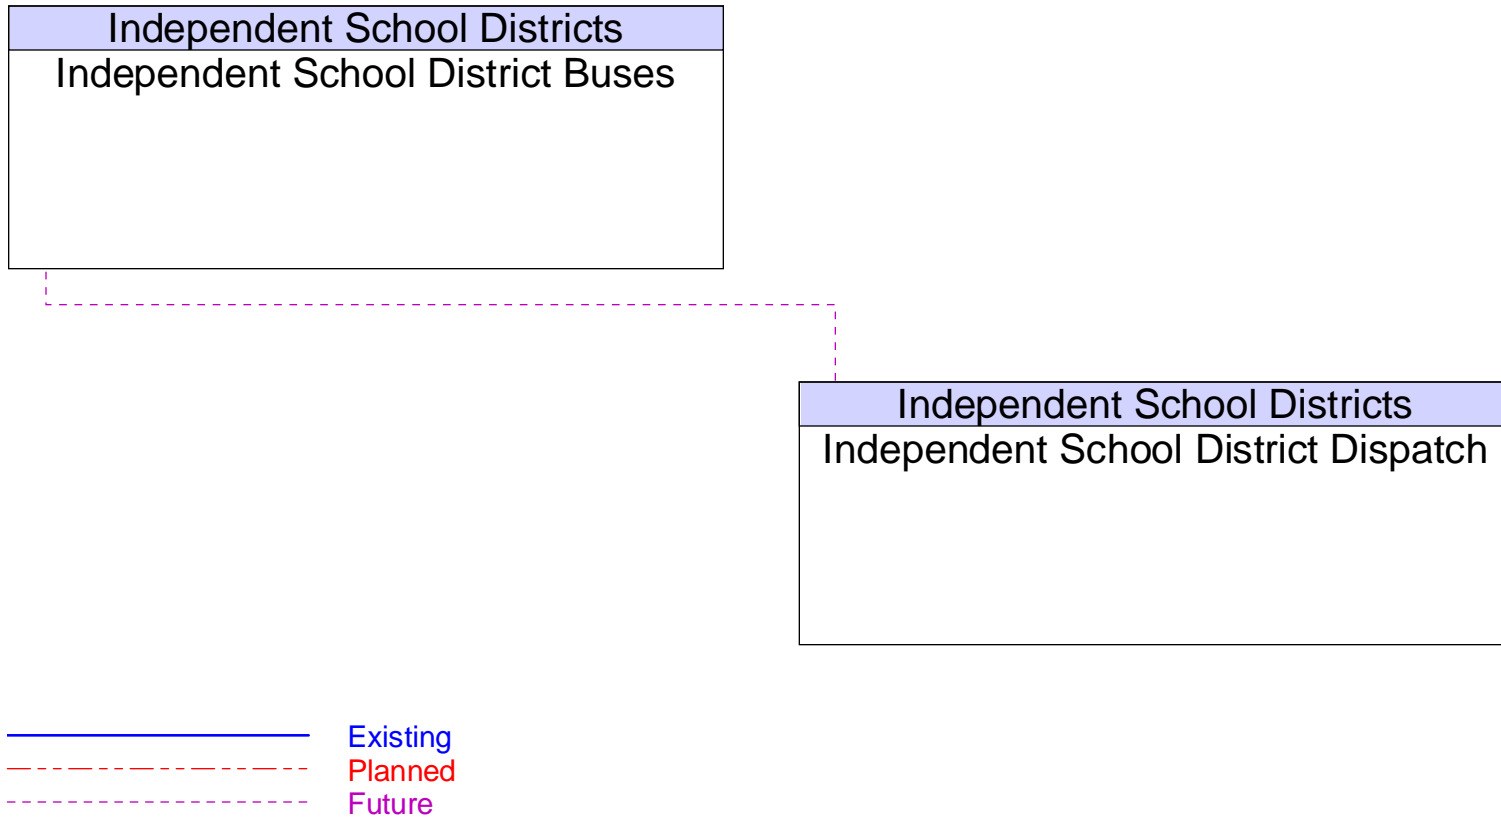 Independent School Districts
Independent School District Buses
Independent School Districts
Independent School District Dispatch
Existing
Planned
Future